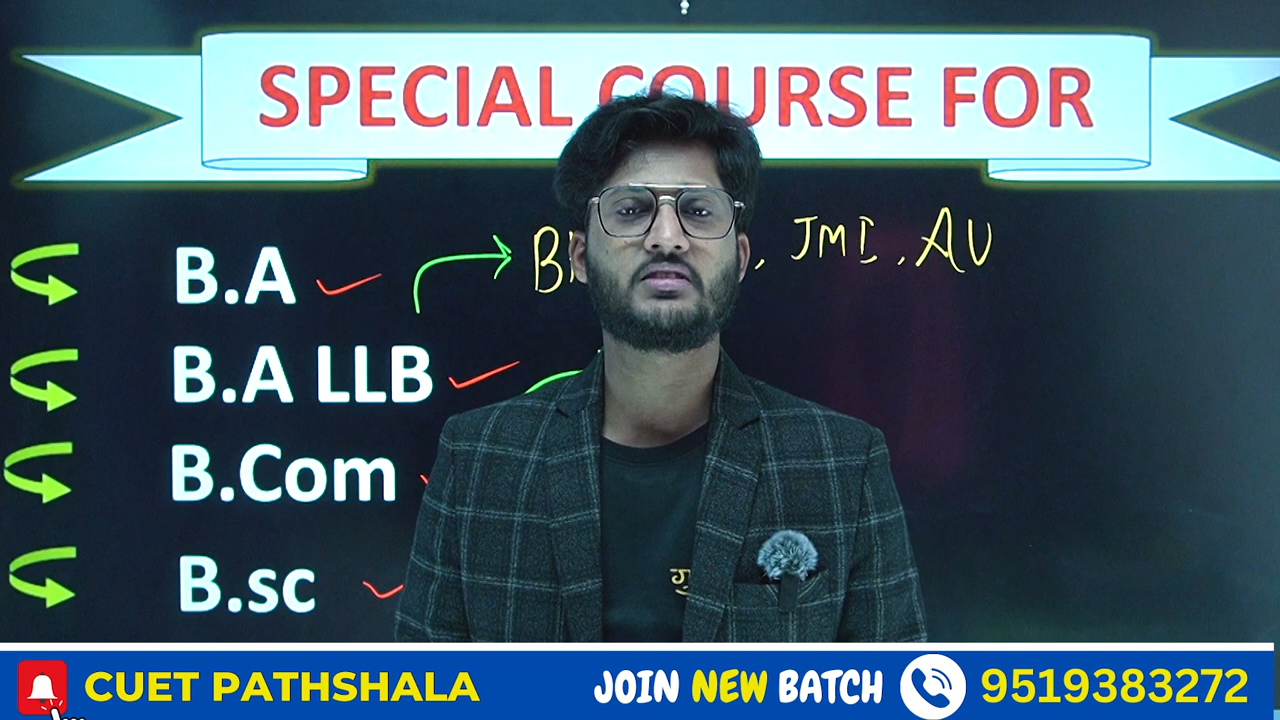 SPECIAL COURSE FOR
B.A
JMI, AU
B.A LLB
B.Com
B.sc
CUET PATHSHALA
JOIN NEW BATCH
9519383272